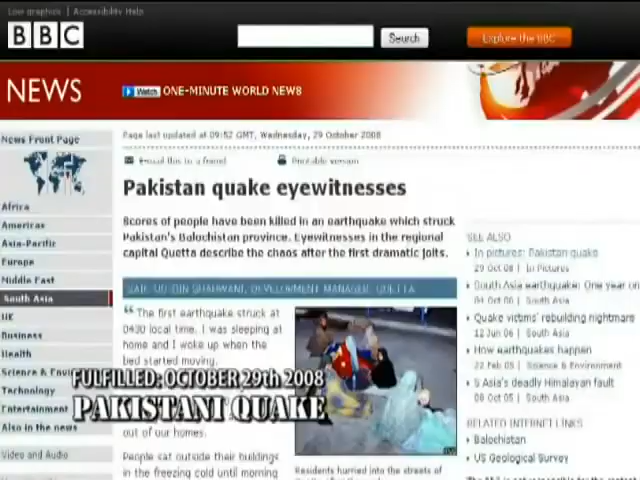 Low graphics | Accessibility Help
BBC
Search
Explore the BBC
NEWS
Watch ONE-MINUTE WORLD NEWS
News Front Page
Page last updated at 09:52 GMT, Wednesday, 29 October 2008
E-mail this to a friend
Printable version
Pakistan quake eyewitnesses
Africa
Americas
Asia-Pacific
Europe
Middle East
South Asia
UK
Business
Health
Science &
Technology
Entertainment
Also in the news
Video and Audio
Scores of people have been killed in an earthquake which struck
Pakistan's Balochistan province. Eyewitnesses in the regional
capital Quetta describe the chaos after the first dramatic jolts.
DEVELOPMENT MANAGER, QUETTA
“ The first earthquake struck at
0430 local time. I was sleeping at
home and I woke up when the
bed started moving.
out of our homes.
People sat outside their buildings
in the freezing cold until morning
Residents hurried into the streets of
SEE ALSO
In pictures: Pakistan quake
29 Oct 08 | In Pictures
South Asia earthquake: One year on
South Asia
Quake victims' rebuilding nightmare
12 Jun 06 | South Asia
How earthquakes happen
Science & Environment
S Asia's deadly Himalayan fault
08 Oct 05 | South Asia
RELATED INTERNET LINKS
Balochistan
US Geological Survey
FULFILLED: OCTOBER 29th 2008
PAKISTANI QUAKE